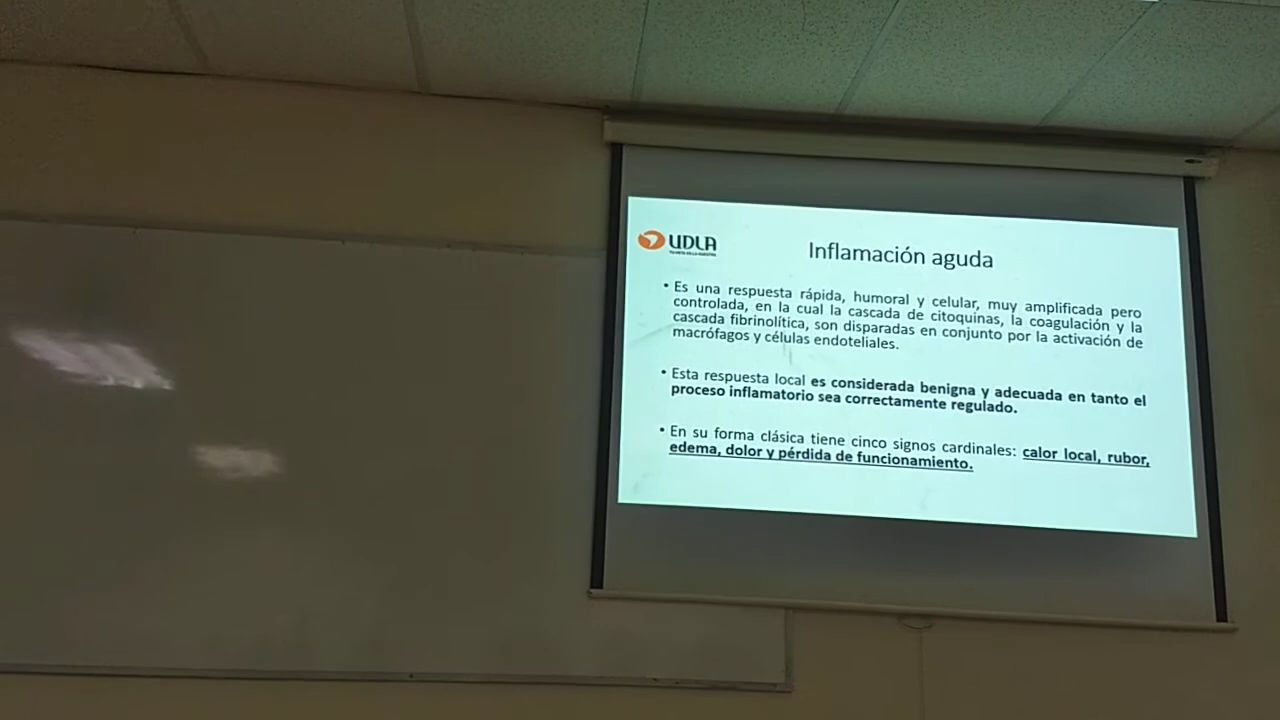 UDLA
Inflamación aguda
• Es una respuesta rápida, humoral y celular, muy amplificada pero
controlada, en la cual la cascada de citoquinas, la coagulación y la
cascada fibrinolítica, son disparadas en conjunto por la activación de
macrófagos y células endoteliales.
• Esta respuesta local es considerada benigna y adecuada en tanto el
proceso inflamatorio sea correctamente regulado.
• En su forma clásica tiene cinco signos cardinales: calor local, rubor,
edema, dolor y pérdida de funcionamiento.